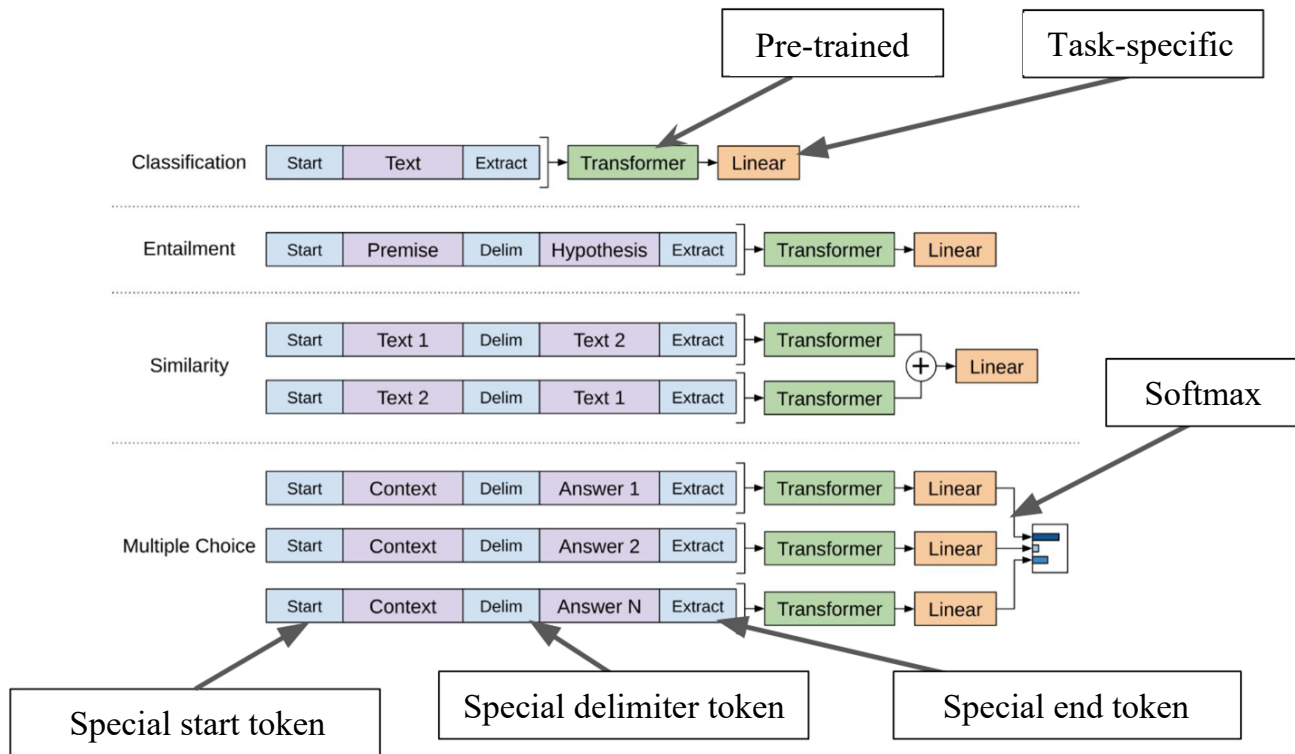 Pre-trained
Task-specific
Classification Start Text Extract Transformer Linear
Entailment Start Premise Delim Hypothesis Extract Transformer Linear
Start Text 1 Delim Text 2 Extract Transformer
Similarity + Linear
Start Text 2 Delim Text 1 Extract Transformer
Softmax
Start Context Delim Answer 1 Extract Transformer Linear
Multiple Choice Start Context Delim Answer 2 Extract Transformer Linear
Start Context Delim Answer N Extract Transformer Linear
Special start token
Special delimiter token
Special end token